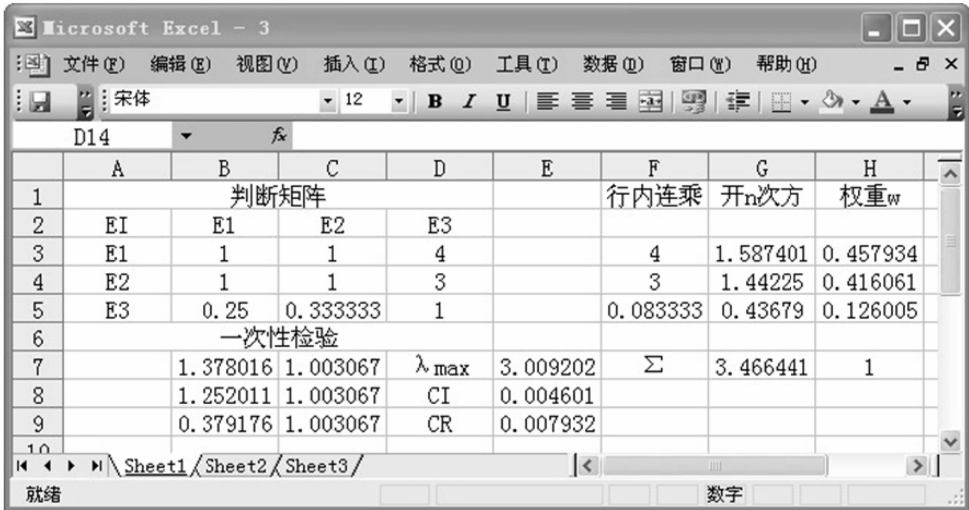 Microsoft Excel - 3
文件(F) 编辑(E) 视图(V) 插入(I) 格式(O) 工具(T) 数据(D) 窗口(W) 帮助(H)
宋体 12 B I U A
D14 fx
A B C D E F G H
1 判断矩阵 行内连乘 开n次方 权重w
2 EI E1 E2 E3
3 E1 1 1 4 4 1.587401 0.457934
4 E2 1 1 3 3 1.44225 0.416061
5 E3 0.25 0.333333 1 0.083333 0.43679 0.126005
6 一次性检验
7 1.378016 1.003067 λmax 3.009202 Σ 3.466441 1
8 1.252011 1.003067 CI 0.004601
9 0.379176 1.003067 CR 0.007932
10
Sheet1 Sheet2 Sheet3
就绪 数字